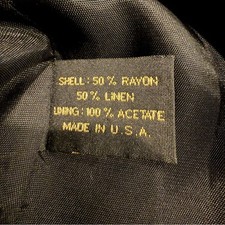 SHELL: 50% RAYON
50% LINEN
LINING: 100% ACETATE
MADE IN U.S.A.